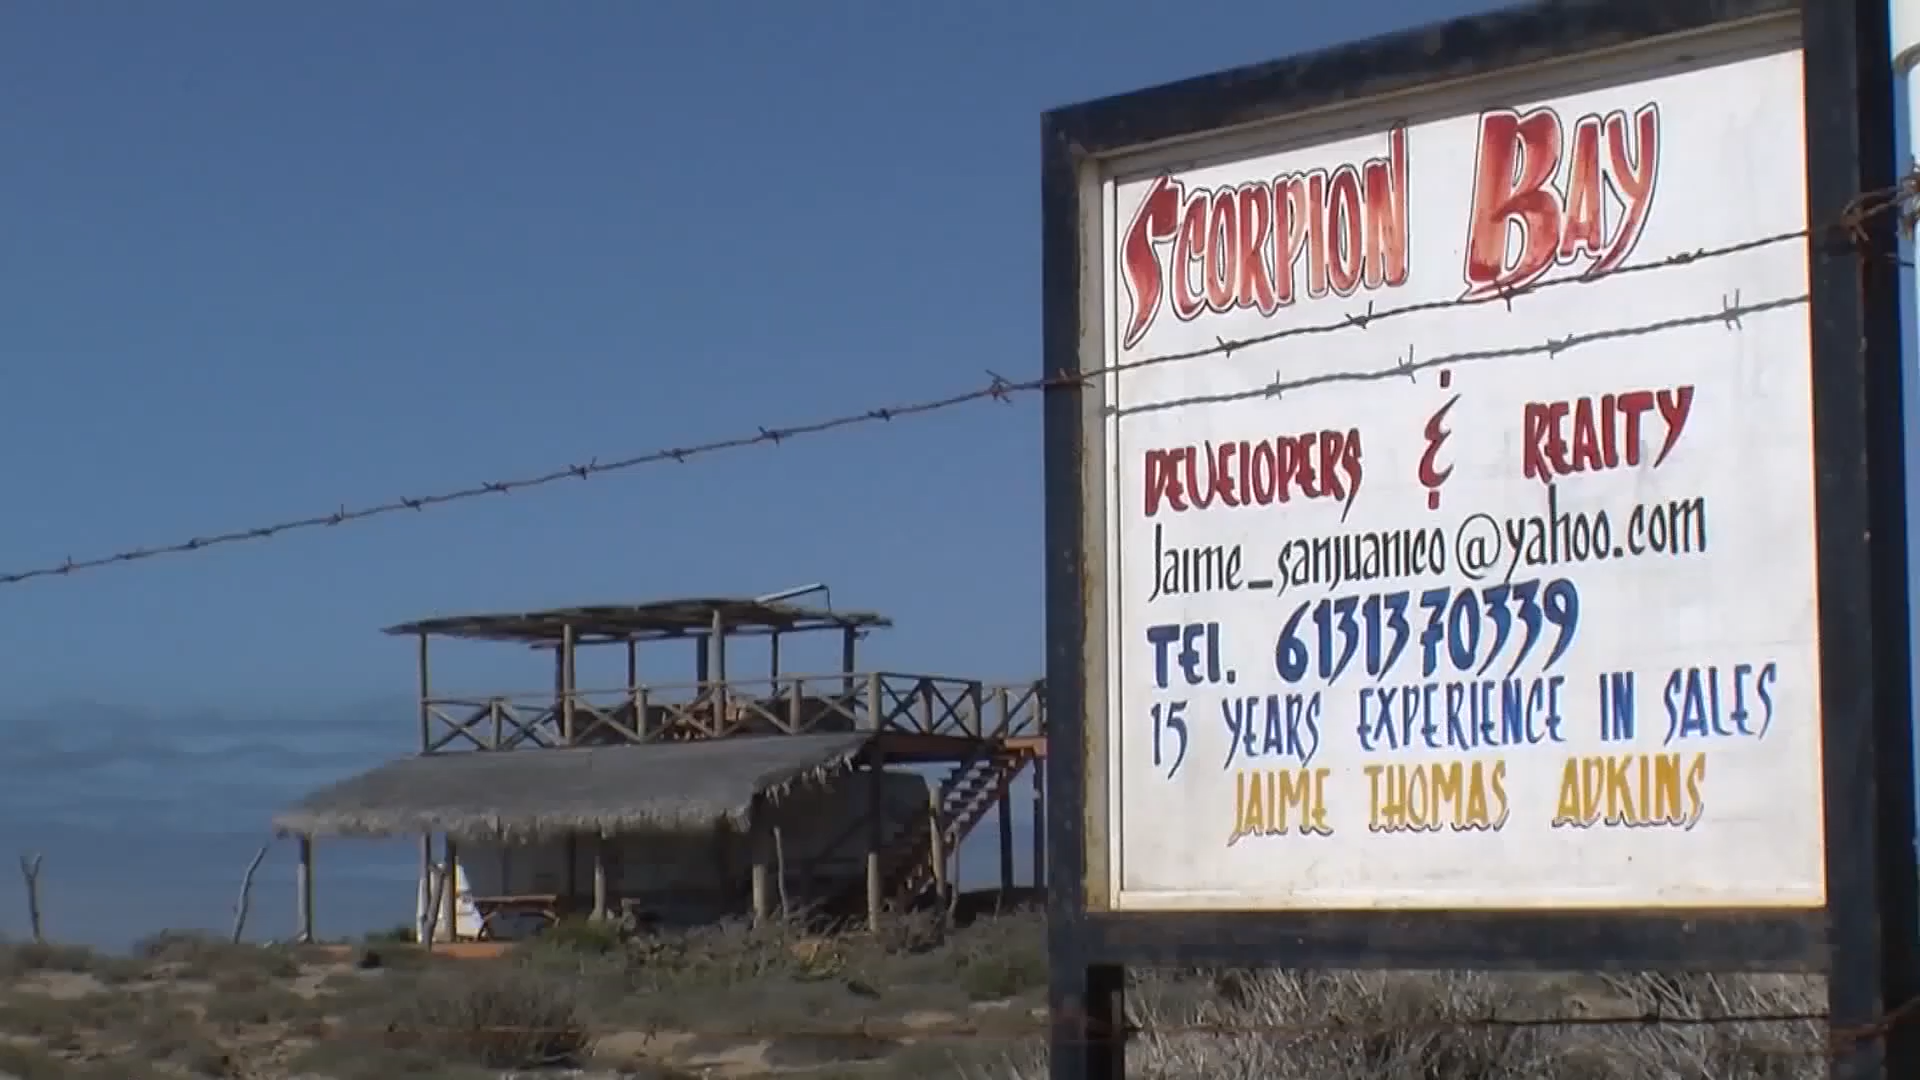 SCORPION BAY
DEVElOPERS & REAlTY
Jaime_sanjuanico@yahoo.com
TEl. 6131370339
15 YEARS EXPERIENCE IN SALES
JAIME THOMAS ADKINS